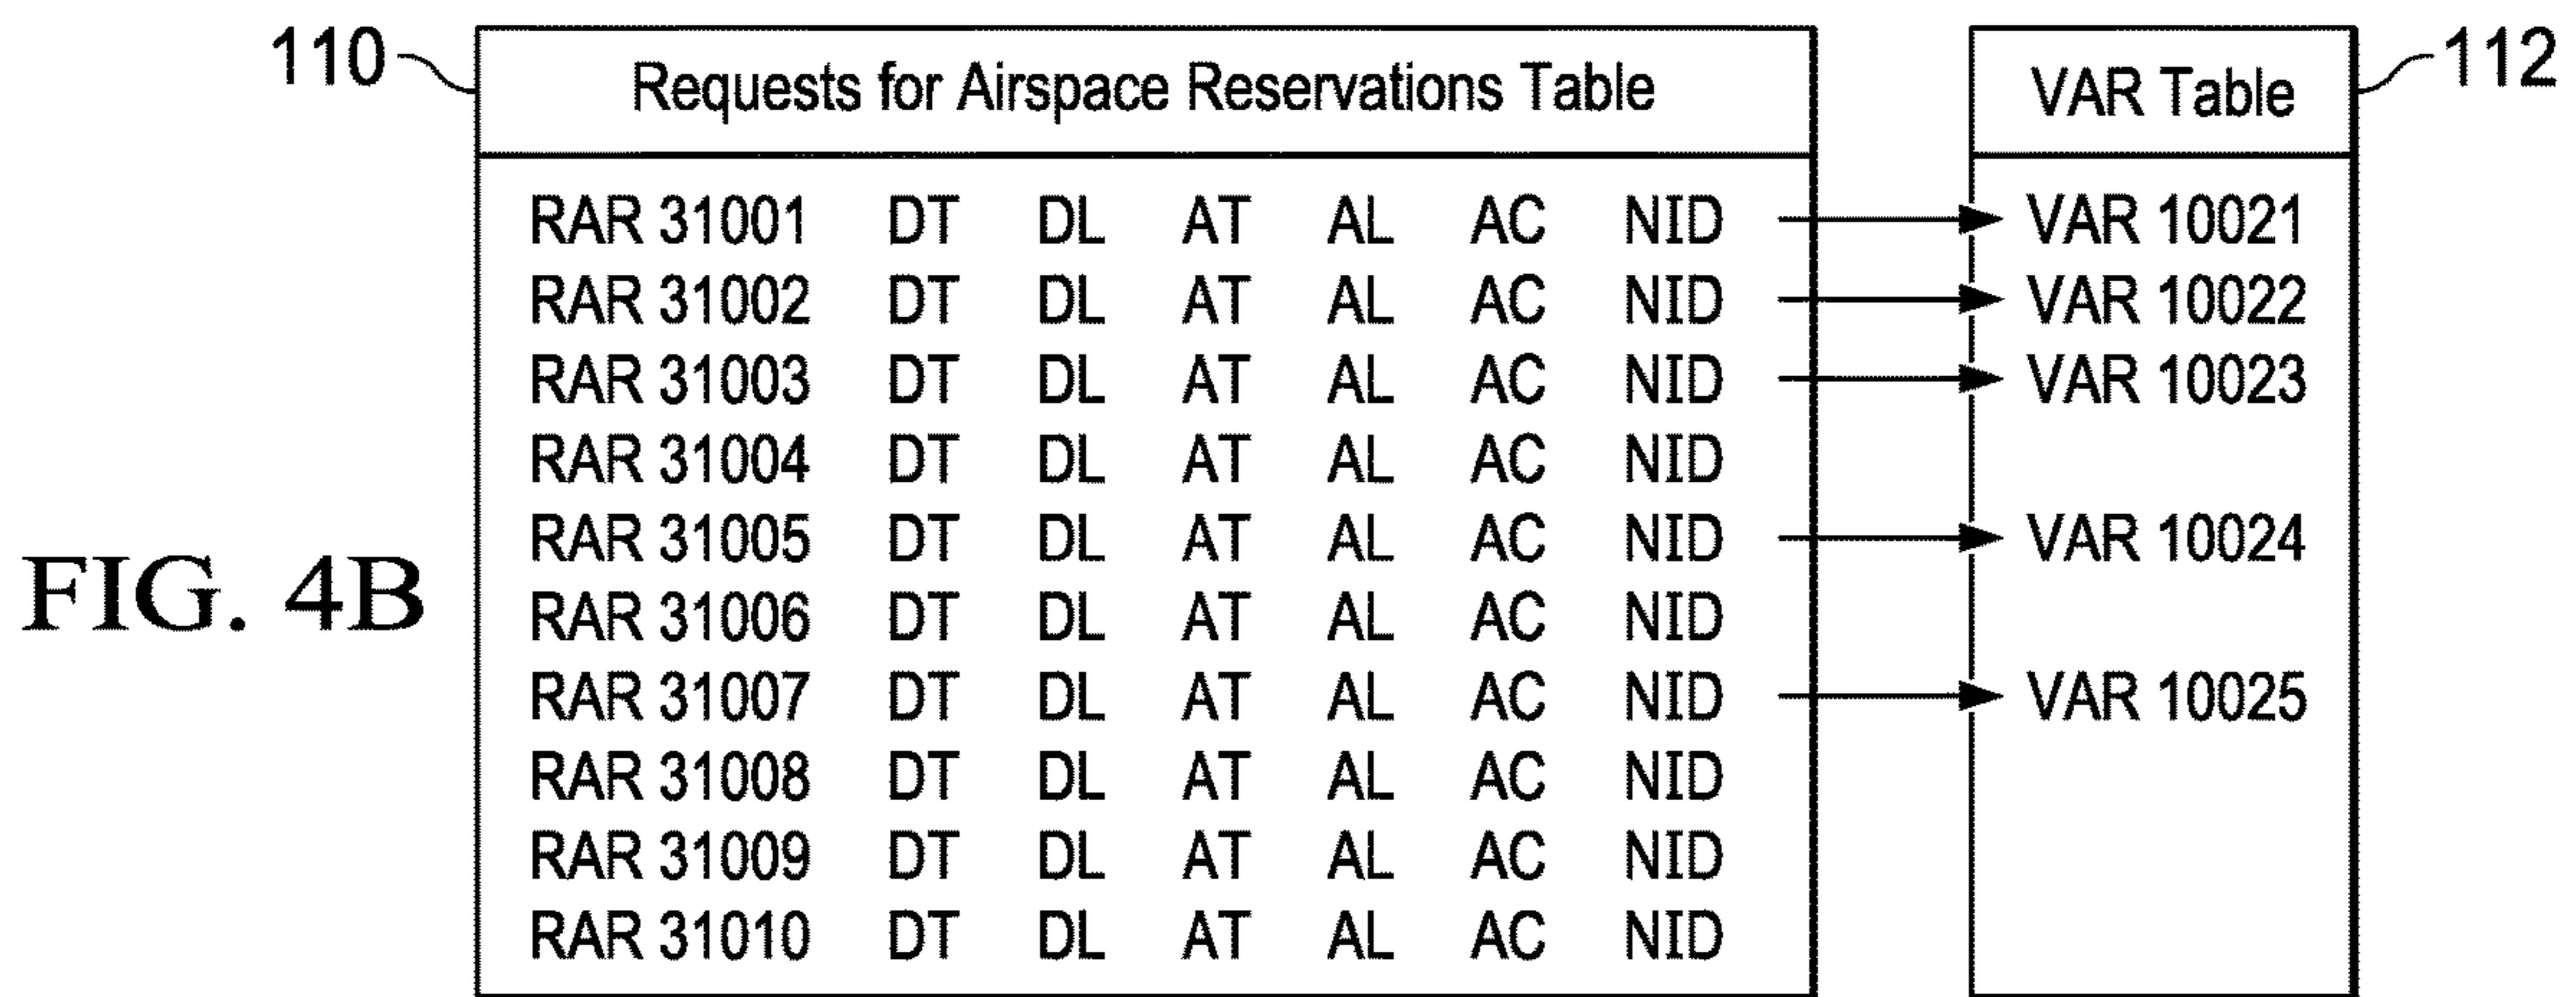 110 Requests for Airspace Reservations Table VAR Table 112
RAR 31001 DT DL AT AL AC NID VAR 10021
RAR 31002 DT DL AT AL AC NID VAR 10022
RAR 31003 DT DL AT AL AC NID VAR 10023
RAR 31004 DT DL AT AL AC NID
RAR 31005 DT DL AT AL AC NID VAR 10024
RAR 31006 DT DL AT AL AC NID
RAR 31007 DT DL AT AL AC NID VAR 10025
RAR 31008 DT DL AT AL AC NID
RAR 31009 DT DL AT AL AC NID
RAR 31010 DT DL AT AL AC NID
FIG. 4B